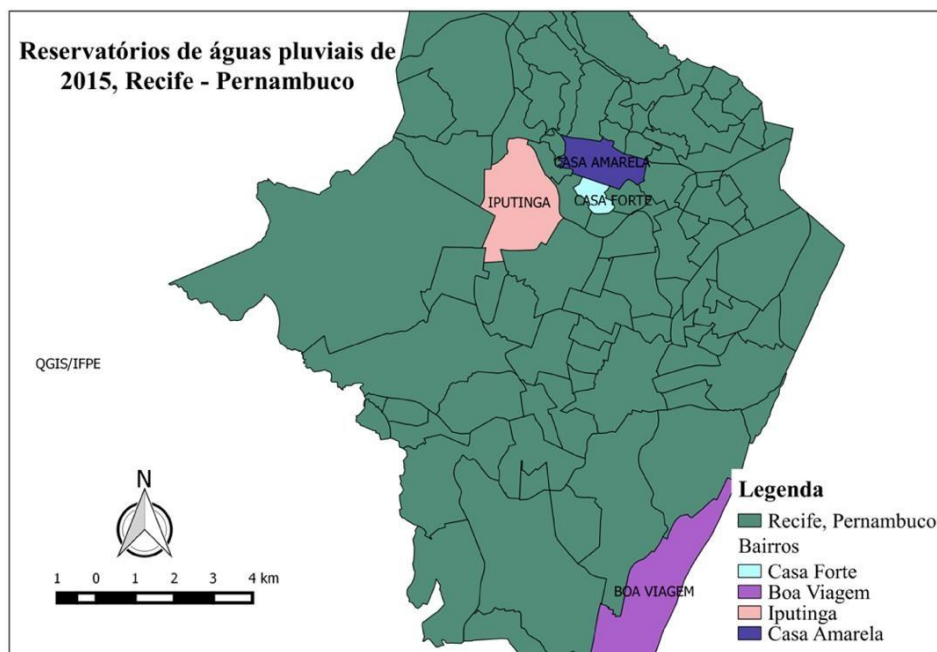 Reservatórios de águas pluviais de
2015, Recife - Pernambuco
CASA AMARELA
IPUTINGA
CASA FORTE
QGIS/IFPE
N
1 0 1 2 3 4 km
BOA VIAGEM
Legenda
Recife, Pernambuco
Bairros
Casa Forte
Boa Viagem
Iputinga
Casa Amarela